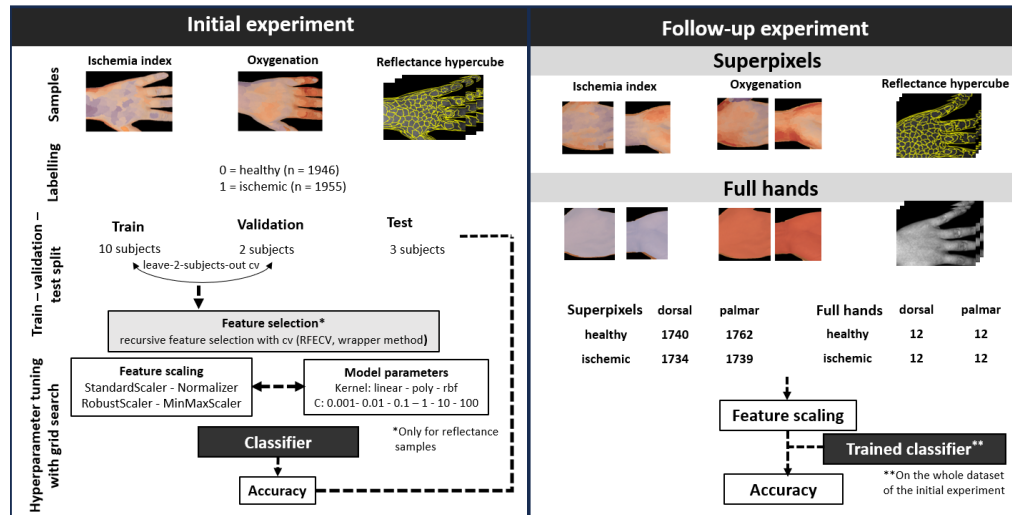 Initial experiment
Samples
Ischemia index
Oxygenation
Reflectance hypercube
Labelling
0 = healthy (n = 1946)
1 = ischemic (n = 1955)
Train – validation –
test split
Train
Validation
Test
10 subjects
2 subjects
3 subjects
leave-2-subjects-out cv
Feature selection*
recursive feature selection with cv (RFECV, wrapper method)
Hyperparameter tuning
with grid search
Feature scaling
StandardScaler - Normalizer
RobustScaler - MinMaxScaler
Model parameters
Kernel: linear - poly - rbf
C: 0.001- 0.01 - 0.1 – 1 - 10 - 100
Classifier
*Only for reflectance
samples
Accuracy
Follow-up experiment
Superpixels
Ischemia index
Oxygenation
Reflectance hypercube
Full hands
Superpixels dorsal palmar
healthy 1740 1762
ischemic 1734 1739
Full hands dorsal palmar
healthy 12 12
ischemic 12 12
Feature scaling
Trained classifier**
Accuracy
**On the whole dataset
of the initial experiment